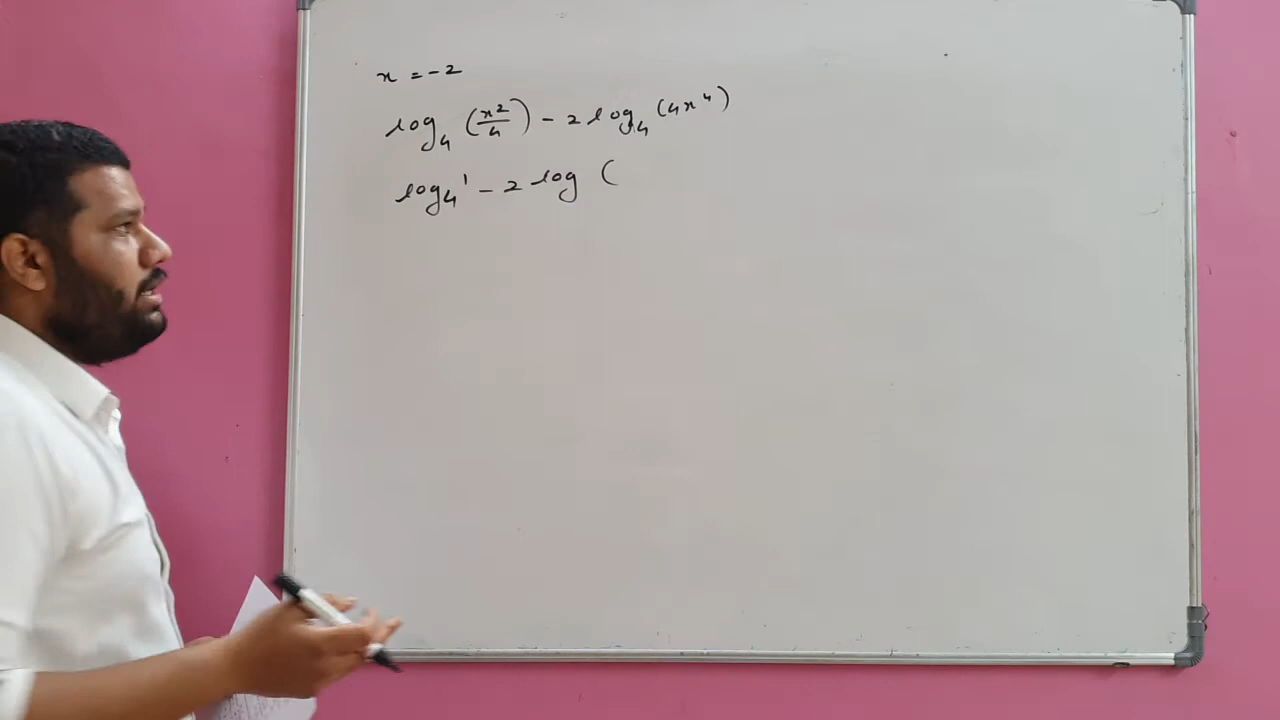 x = -2
log₄ (x²/4) - 2 log₄ (4x⁴)
log₄ 1 - 2 log (